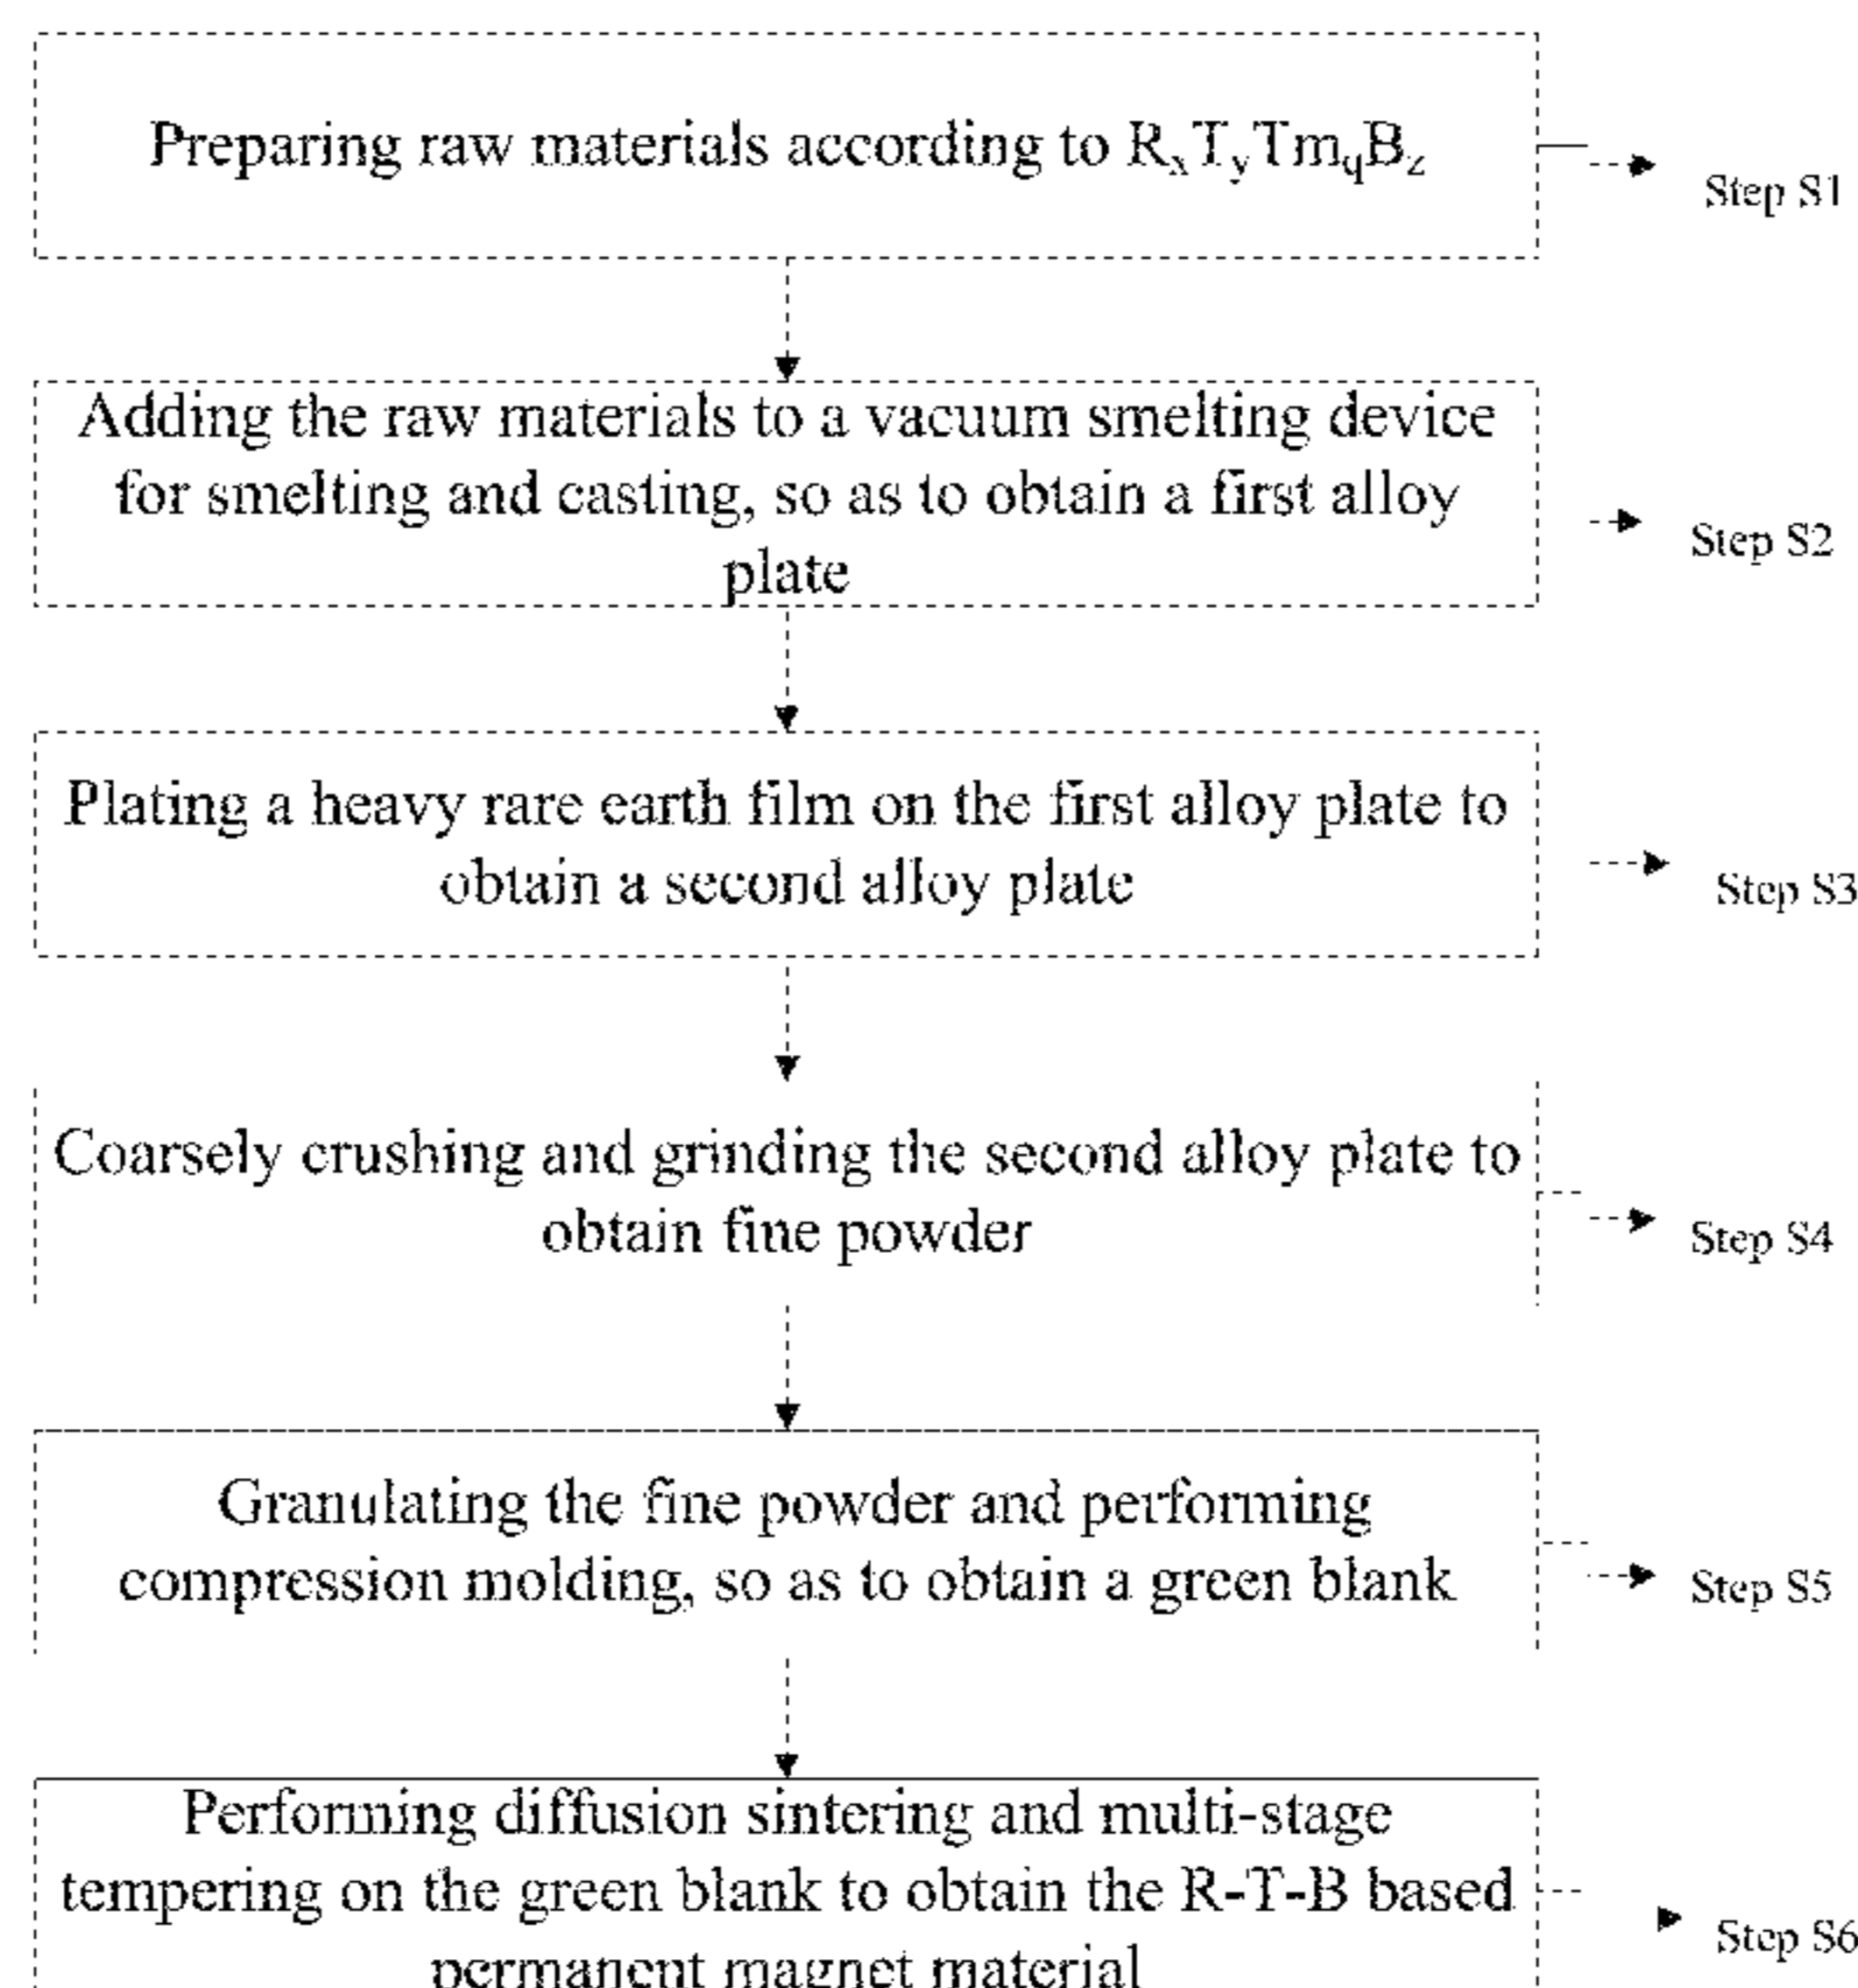 Preparing raw materials according to RₓTᵧTm_qB_z
Step S1
Adding the raw materials to a vacuum smelting device
for smelting and casting, so as to obtain a first alloy
plate
Step S2
Plating a heavy rare earth film on the first alloy plate to
obtain a second alloy plate
Step S3
Coarsely crushing and grinding the second alloy plate to
obtain fine powder
Step S4
Granulating the fine powder and performing
compression molding, so as to obtain a green blank
Step S5
Performing diffusion sintering and multi-stage
tempering on the green blank to obtain the R-T-B based
permanent magnet material
Step S6